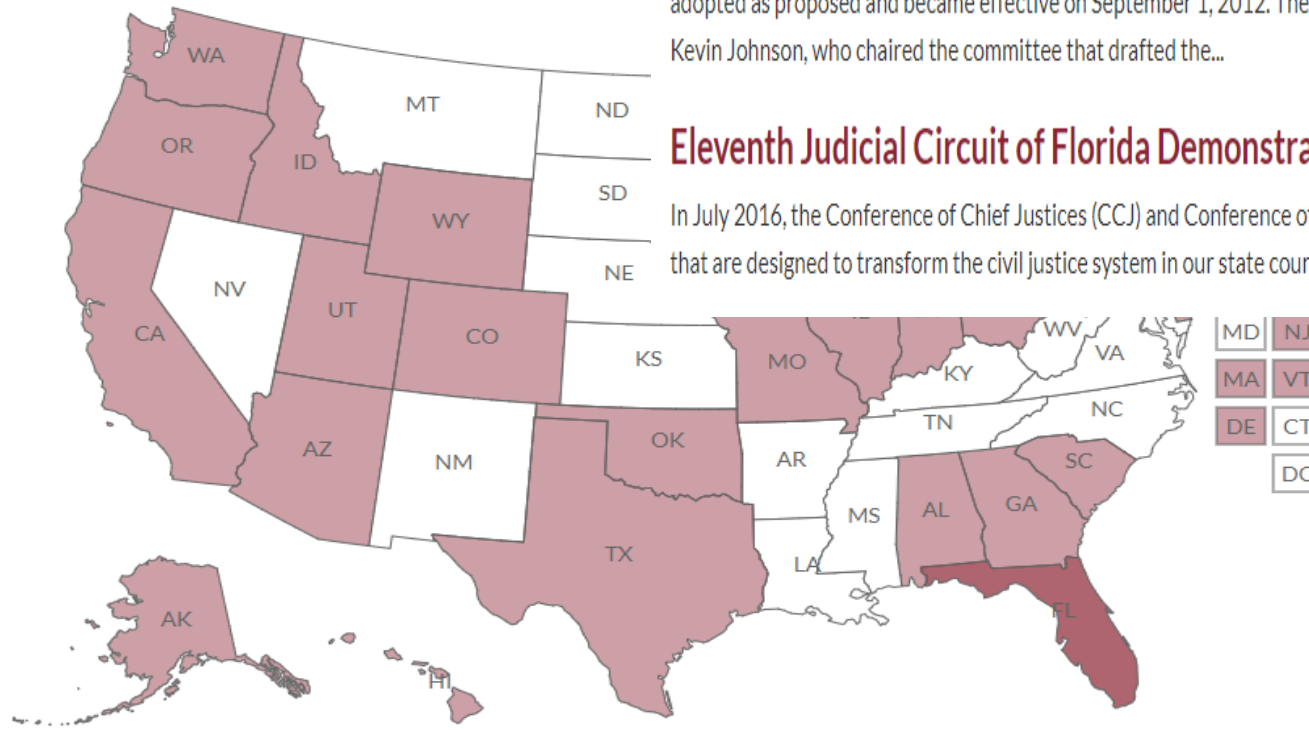 adopted as proposed and became effective on September 1, 2012. The
Kevin Johnson, who chaired the committee that drafted the...
Eleventh Judicial Circuit of Florida Demonstra
In July 2016, the Conference of Chief Justices (CCJ) and Conference of
that are designed to transform the civil justice system in our state cour
WA
MT
ND
OR
ID
SD
WY
NE
NV
UT
CO
CA
KS
MO
KY
WV
VA
MD
NJ
MA
VT
DE
CT
DC
AZ
NM
OK
AR
TN
NC
TX
LA
MS
AL
GA
SC
AK
HI
FL